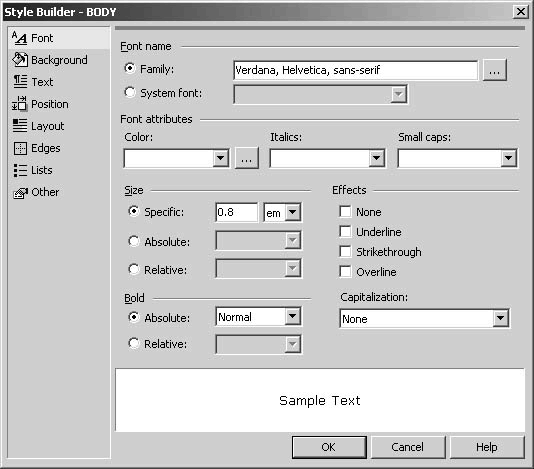 Style Builder - BODY
Font
Background
Text
Position
Layout
Edges
Lists
Other
Font name
Family:
Verdana, Helvetica, sans-serif
...
System font:
Font attributes
Color:
Italics:
Small caps:
...
Size
Specific:
0.8
em
Absolute:
Relative:
Effects
None
Underline
Strikethrough
Overline
Bold
Absolute:
Normal
Relative:
Capitalization:
None
Sample Text
OK
Cancel
Help